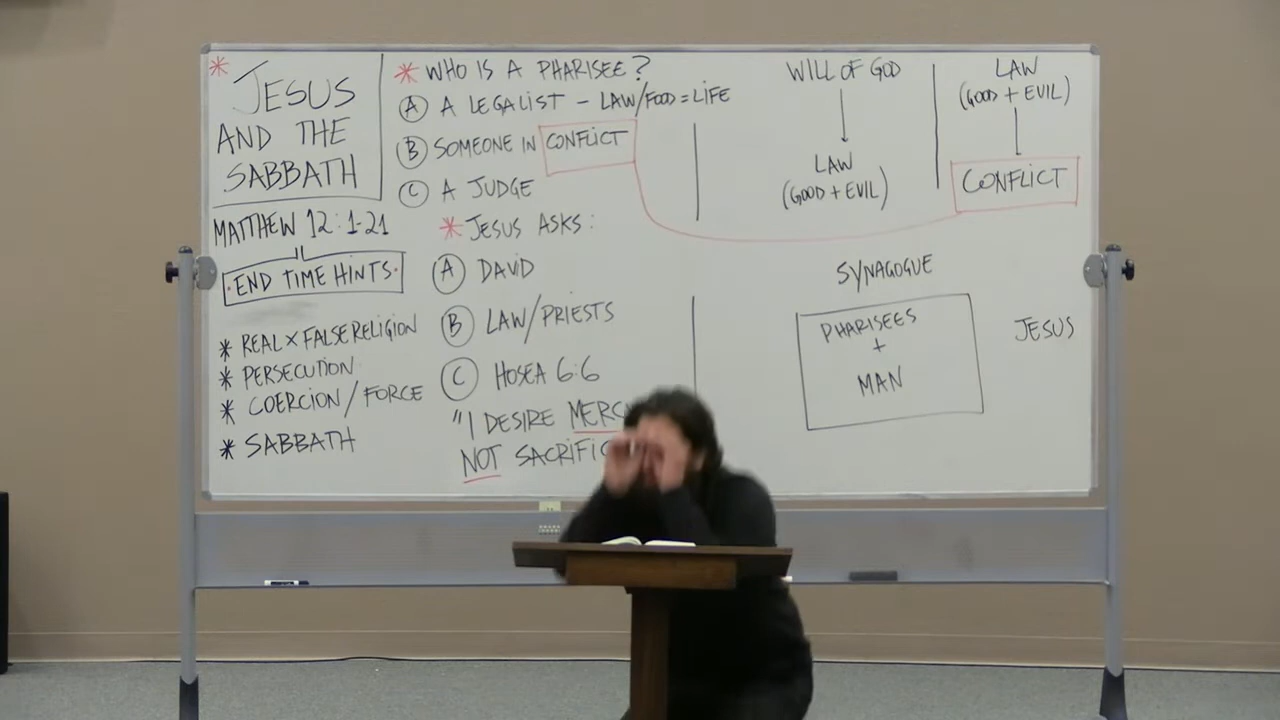 * JESUS
AND THE
SABBATH
MATTHEW 12:1-21
END TIME HINTS
* REAL X FALSE RELIGION
* PERSECUTION
* COERCION/FORCE
* SABBATH
* WHO IS A PHARISEE?
A A LEGALIST - LAW/FOOD = LIFE
B SOMEONE IN CONFLICT
C A JUDGE
* JESUS ASKS:
A DAVID
B LAW/PRIESTS
C HOSEA 6:6
"I DESIRE
NOT
WILL OF GOD
LAW
(GOOD + EVIL)
LAW
(GOOD + EVIL)
CONFLICT
SYNAGOGUE
PHARISEES
+
MAN
JESUS